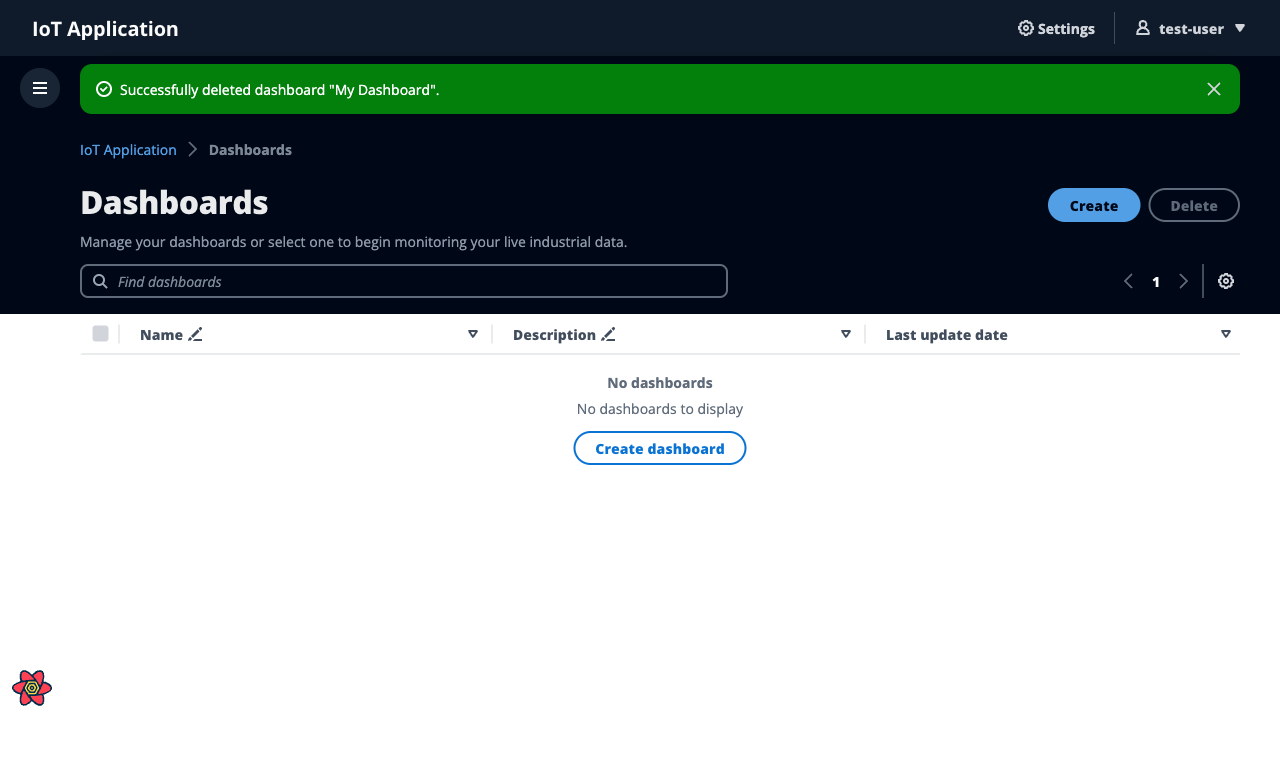 IoT Application
Settings
test-user
Successfully deleted dashboard "My Dashboard".
IoT Application
Dashboards
Dashboards
Create
Delete
Manage your dashboards or select one to begin monitoring your live industrial data.
Find dashboards
1
Name
Description
Last update date
No dashboards
No dashboards to display
Create dashboard